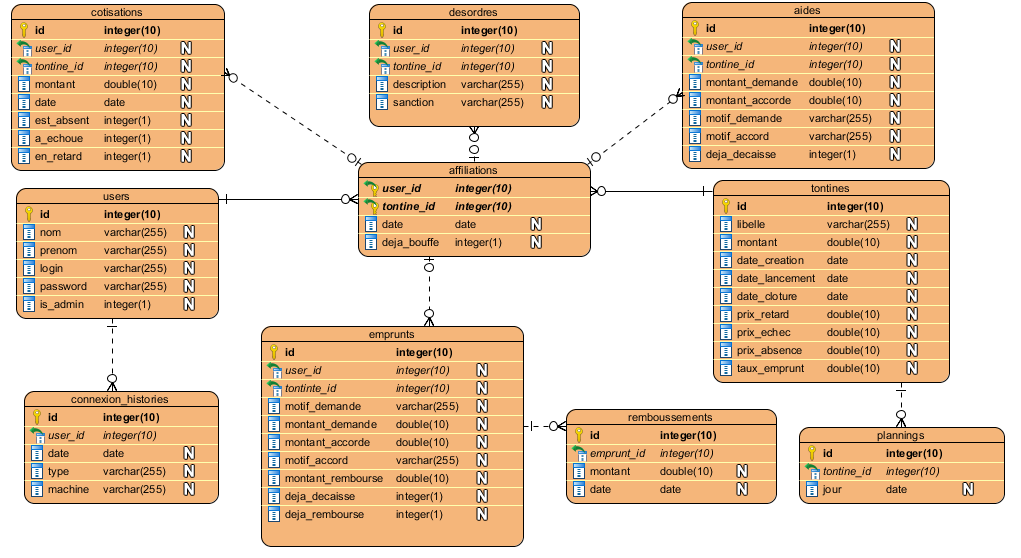 cotisations
id integer(10)
user_id integer(10) N
tontine_id integer(10) N
montant double(10) N
date date N
est_absent integer(1) N
a_echoue integer(1) N
en_retard integer(1) N
desordres
id integer(10)
user_id integer(10) N
tontine_id integer(10) N
description varchar(255) N
sanction varchar(255) N
aides
id integer(10)
user_id integer(10) N
tontine_id integer(10) N
montant_demande double(10) N
montant_accorde double(10) N
motif_demande varchar(255) N
motif_accord varchar(255) N
deja_decaisse integer(1) N
affiliations
user_id integer(10)
tontine_id integer(10)
date date N
deja_bouffe integer(1) N
users
id integer(10)
nom varchar(255) N
prenom varchar(255) N
login varchar(255) N
password varchar(255) N
is_admin integer(1) N
tontines
id integer(10)
libelle varchar(255) N
montant double(10) N
date_creation date N
date_lancement date N
date_cloture date N
prix_retard double(10) N
prix_echec double(10) N
prix_absence double(10) N
taux_emprunt double(10) N
emprunts
id integer(10)
user_id integer(10) N
tontinte_id integer(10) N
motif_demande varchar(255) N
montant_demande double(10) N
montant_accorde double(10) N
motif_accord varchar(255) N
montant_rembourse double(10) N
deja_decaisse integer(1) N
deja_rembourse integer(1) N
connexion_histories
id integer(10)
user_id integer(10)
date date N
type varchar(255) N
machine varchar(255) N
remboussements
id integer(10)
emprunt_id integer(10)
montant double(10) N
date date N
plannings
id integer(10)
tontine_id integer(10)
jour date N